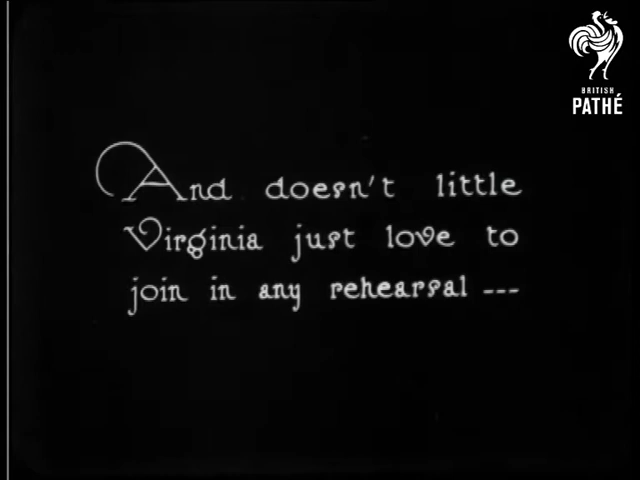 BRITISH
PATHÉ
And doesn't little
Virginia just love to
join in any rehearsal ---